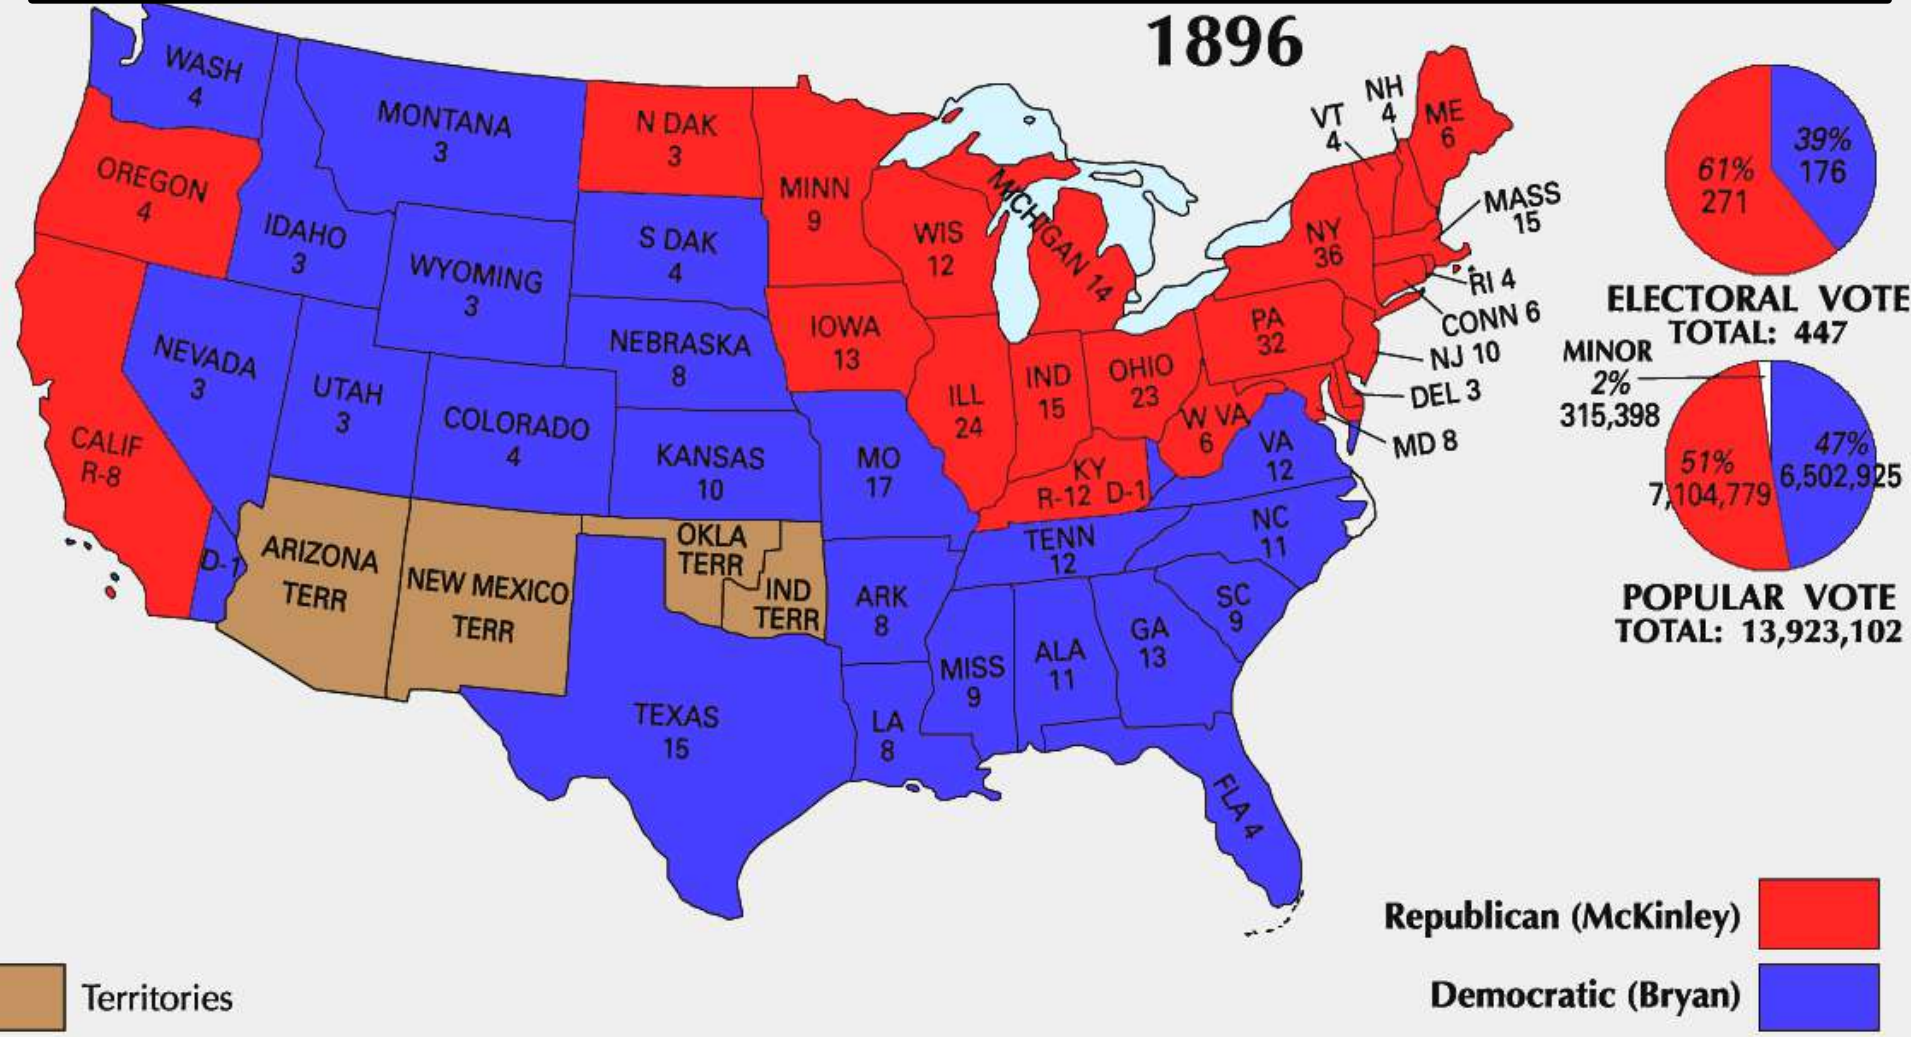 1896
WASH
4
MONTANA
3
N DAK
3
MINN
9
OREGON
4
IDAHO
3
WYOMING
3
S DAK
4
WIS
12
MICHIGAN 14
VT
4
NH
4
ME
6
MASS
15
NY
36
RI 4
CONN 6
NJ 10
DEL 3
MD 8
PA
32
NEVADA
3
UTAH
3
COLORADO
4
NEBRASKA
8
IOWA
13
ILL
24
IND
15
OHIO
23
W VA
6
VA
12
CALIF
R-8
D-1
KANSAS
10
MO
17
KY
R-12 D-1
TENN
12
NC
11
ARIZONA
TERR
NEW MEXICO
TERR
OKLA
TERR
IND
TERR
ARK
8
SC
9
MISS
9
ALA
11
GA
13
TEXAS
15
LA
8
FLA 4
61%
271
39%
176
ELECTORAL VOTE
TOTAL: 447
MINOR
2%
315,398
51%
7,104,779
47%
6,502,925
POPULAR VOTE
TOTAL: 13,923,102
Republican (McKinley)
Democratic (Bryan)
Territories